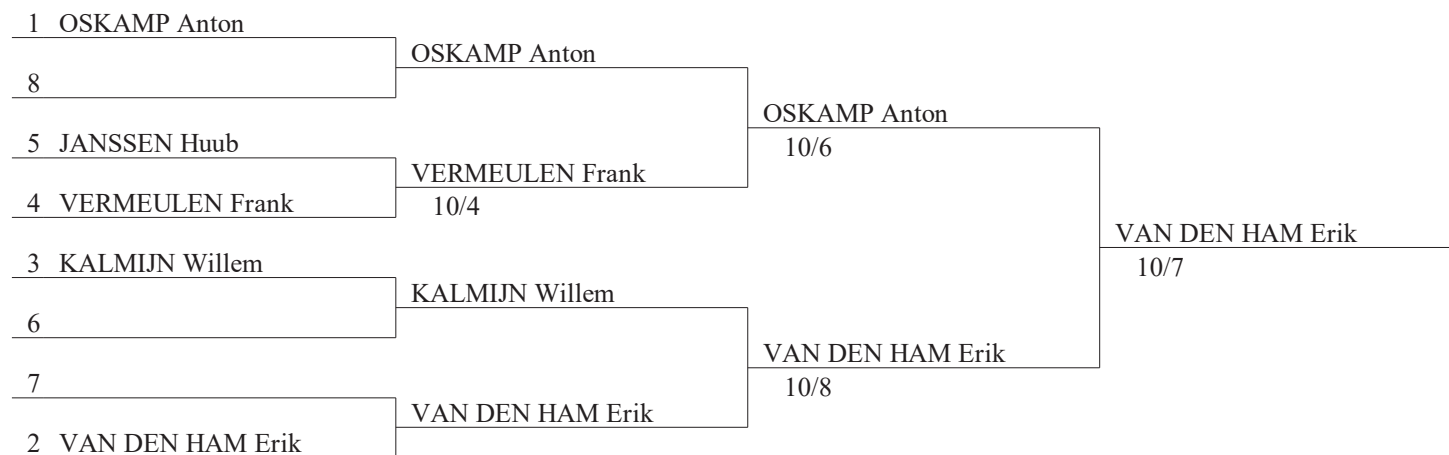 1 OSKAMP Anton
8
5 JANSSEN Huub
4 VERMEULEN Frank
3 KALMIJN Willem
6
7
2 VAN DEN HAM Erik
OSKAMP Anton
VERMEULEN Frank
10/4
KALMIJN Willem
VAN DEN HAM Erik
OSKAMP Anton
10/6
VAN DEN HAM Erik
10/8
VAN DEN HAM Erik
10/7